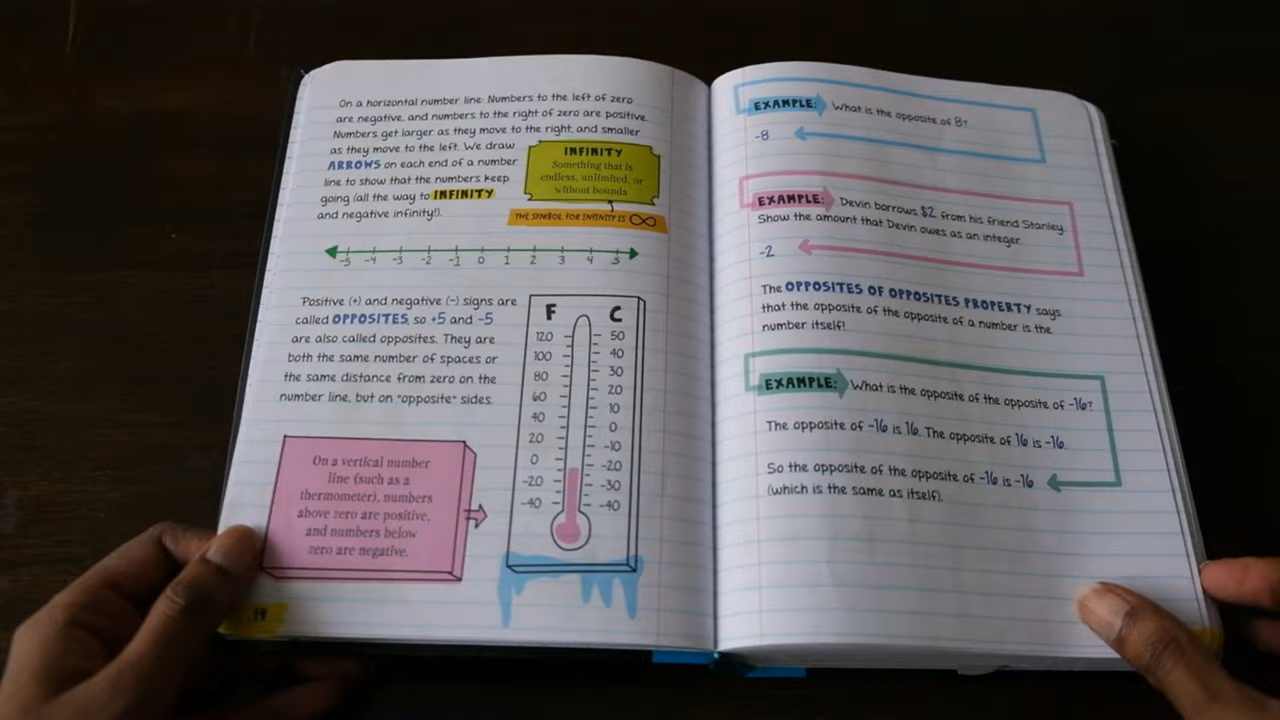 On a horizontal number line: Numbers to the left of zero
are negative, and numbers to the right of zero are positive.
Numbers get larger as they move to the right, and smaller
as they move to the left. We draw
ARROWS on each end of a number
line to show that the numbers keep
going (all the way to INFINITY
and negative infinity!).
INFINITY
Something that is
endless, unlimited, or
without bounds
THE SYMBOL FOR INFINITY IS ∞
-5 -4 -3 -2 -1 0 1 2 3 4 5
Positive (+) and negative (-) signs are
called OPPOSITES, so +5 and -5
are also called opposites. They are
both the same number of spaces or
the same distance from zero on the
number line, but on "opposite" sides.
On a vertical number
line (such as a
thermometer), numbers
above zero are positive,
and numbers below
zero are negative.
F C
120 50
100 40
80 30
60 20
40 10
20 0
0 -10
-20 -20
-40 -30
-40
EXAMPLE: What is the opposite of 8?
-8
EXAMPLE: Devin borrows $2 from his friend Stanley.
Show the amount that Devin owes as an integer.
-2
The OPPOSITES OF OPPOSITES PROPERTY says
that the opposite of the opposite of a number is the
number itself!
EXAMPLE: What is the opposite of the opposite of -16?
The opposite of -16 is 16. The opposite of 16 is -16.
So the opposite of the opposite of -16 is -16
(which is the same as itself).